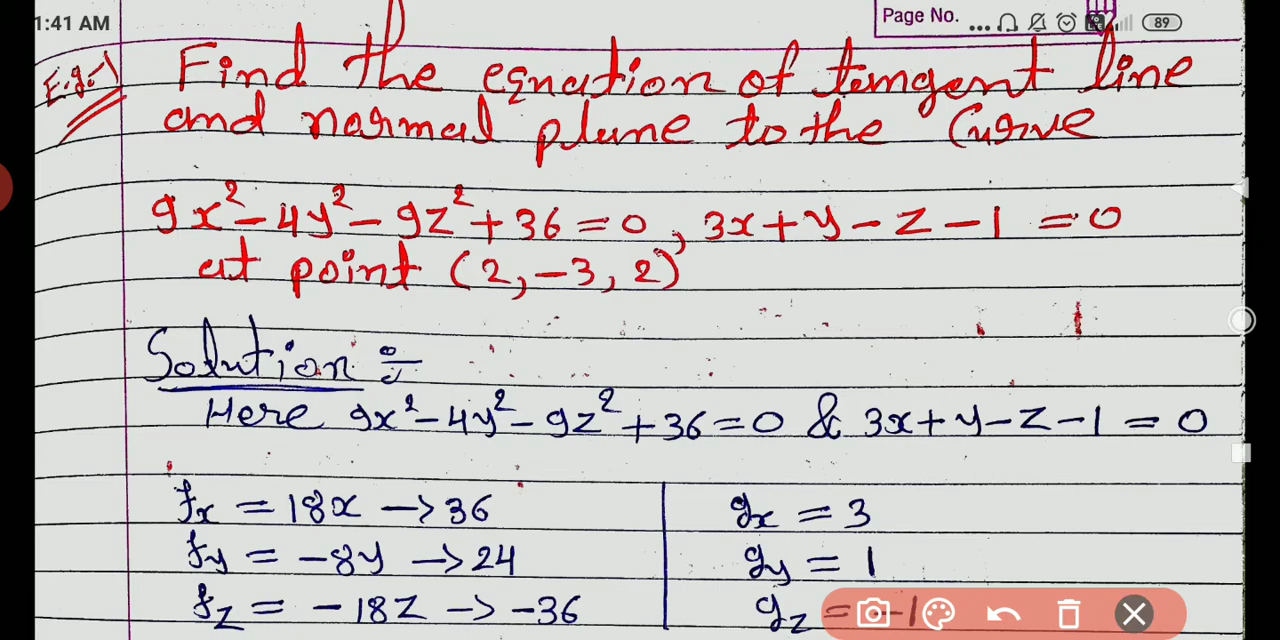 1:41 AM
Page No.
... 89
E.g.-1
Find the equation of tangent line
and normal plane to the curve
9x² - 4y² - 9z² + 36 = 0, 3x + y - z - 1 = 0
at point (2, -3, 2)
Solution :-
Here 9x² - 4y² - 9z² + 36 = 0 & 3x + y - z - 1 = 0
fx = 18x → 36
gx = 3
fy = -8y → 24
gy = 1
fz = -18z → -36
gz = -1